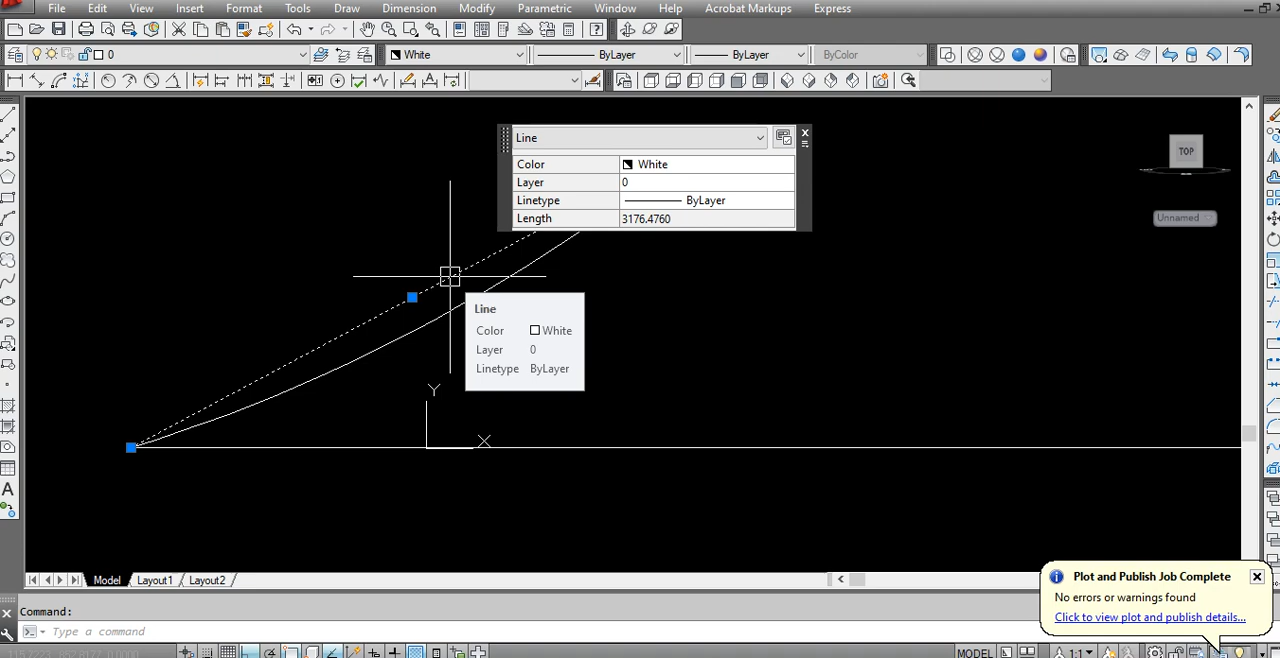 File Edit View Insert Format Tools Draw Dimension Modify Parametric Window Help Acrobat Markups Express
0 White ByLayer ByLayer ByColor
Line
Color White
Layer 0
Linetype ByLayer
Length 3176.4760
TOP
Unnamed
Line
Color White
Layer 0
Linetype ByLayer
Y
X
A
Model Layout1 Layout2
Plot and Publish Job Complete
No errors or warnings found
Click to view plot and publish details...
Command:
Type a command
MODEL 1:1